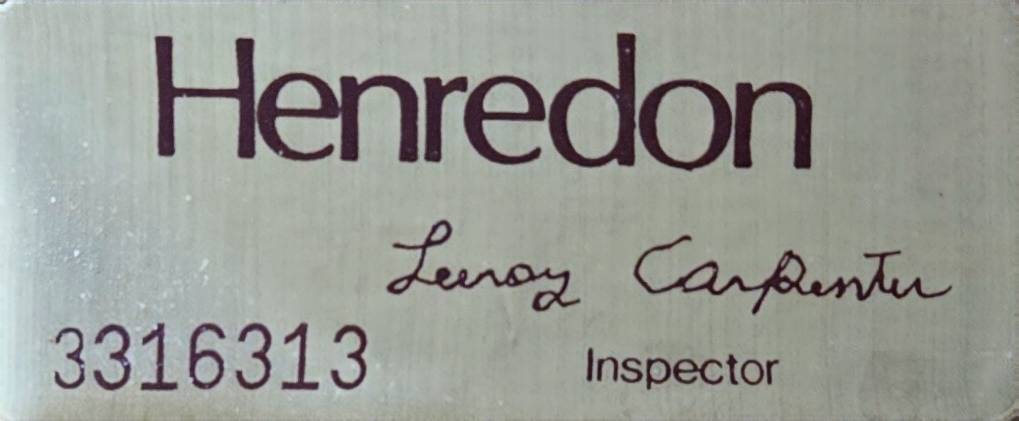 Henredon
Leeroy Carpenter
3316313 Inspector